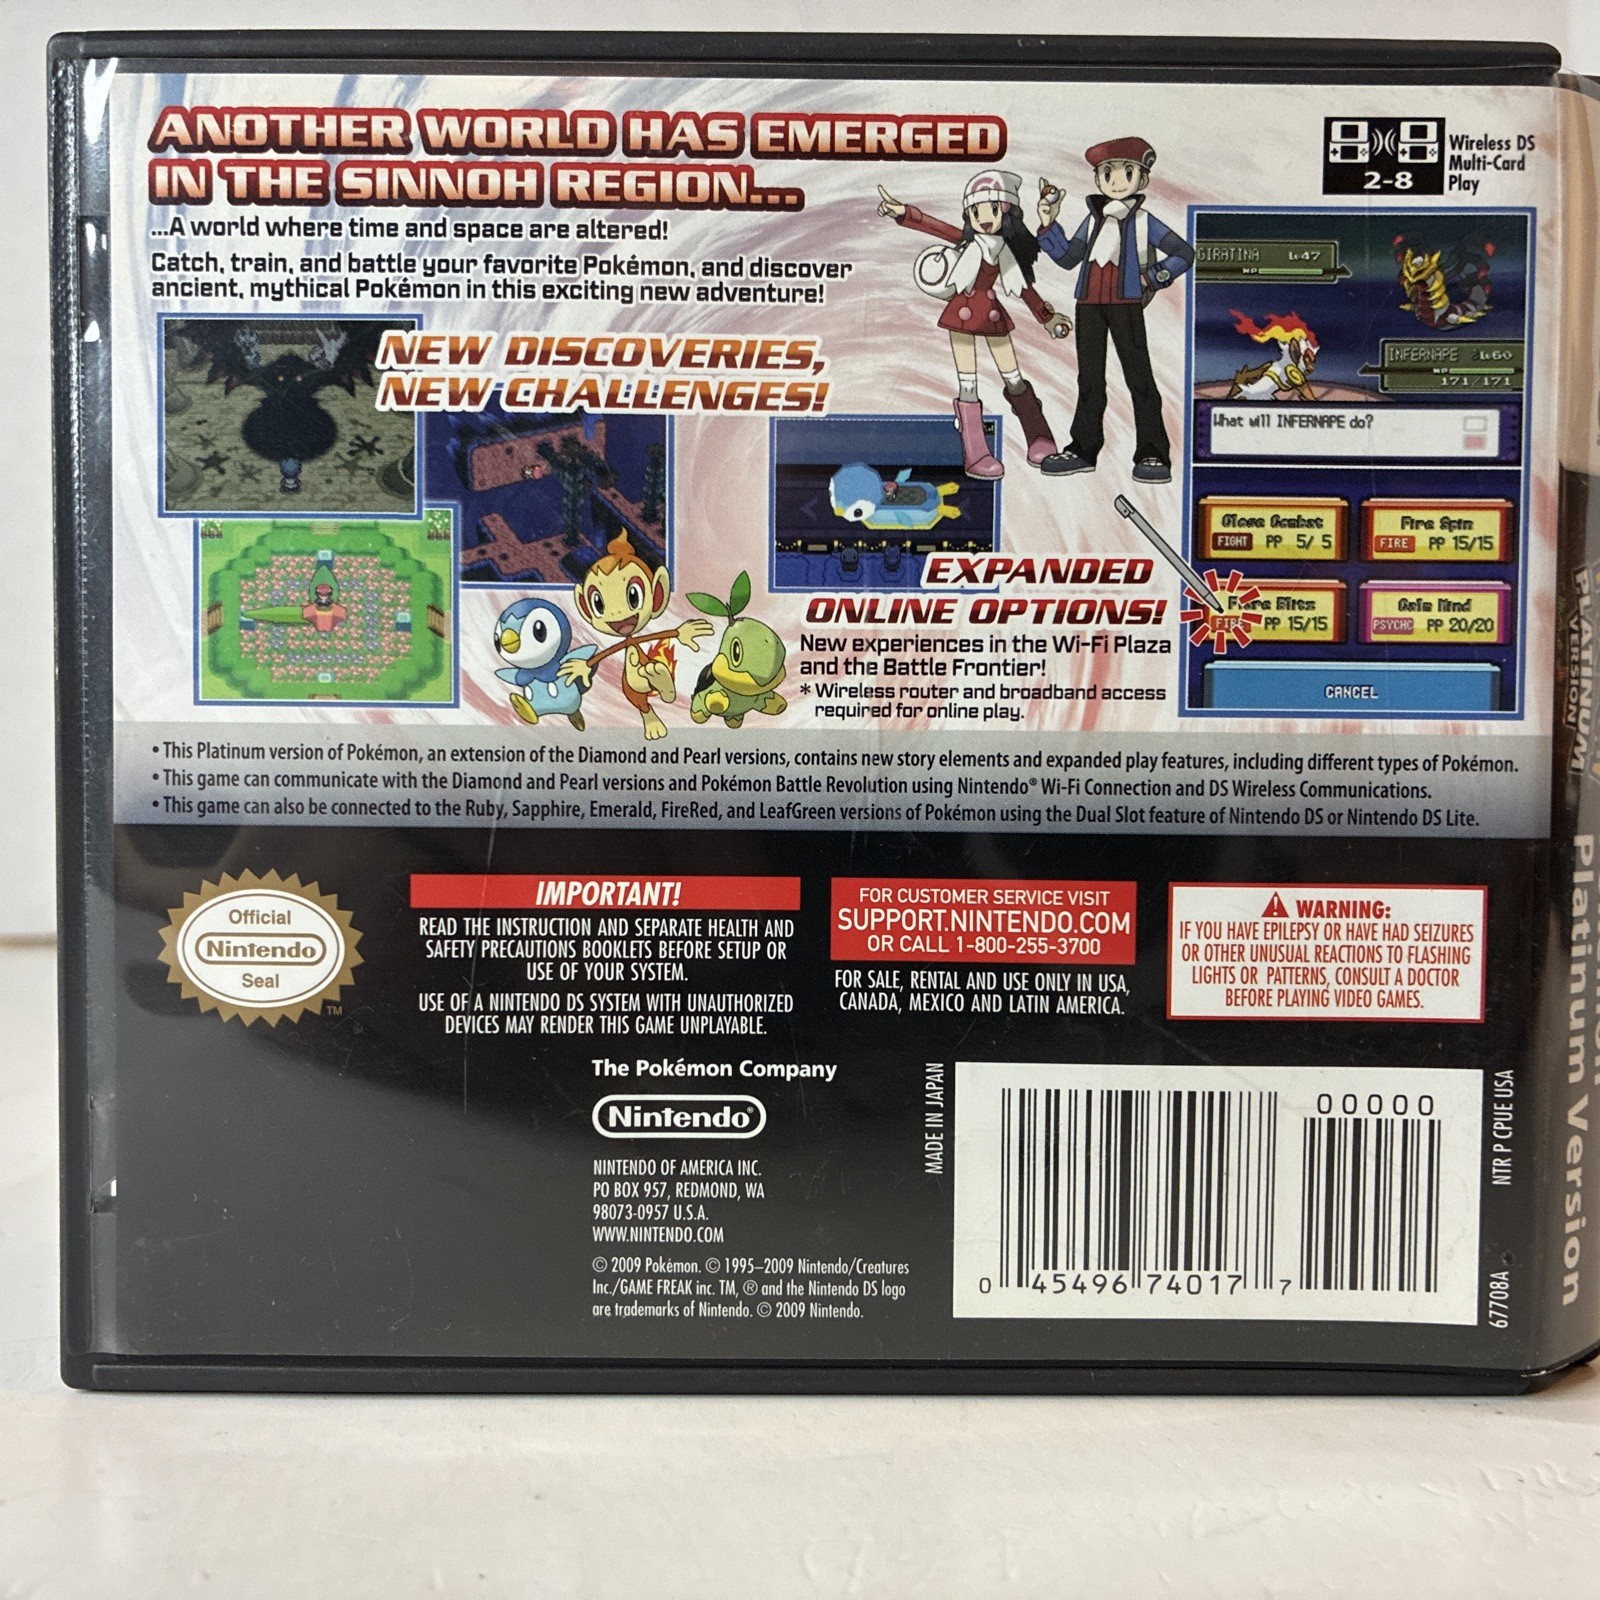 ANOTHER WORLD HAS EMERGED
IN THE SINNOH REGION...
...A world where time and space are altered!
Catch, train, and battle your favorite Pokémon, and discover
ancient, mythical Pokémon in this exciting new adventure!
NEW DISCOVERIES,
NEW CHALLENGES!
2-8
Wireless DS
Multi-Card
Play
GIRATINA Lv47
HP
INFERNAPE Lv60
HP
171/171
What will INFERNAPE do?
Close Combat
FIGHT PP 5/ 5
Fire Spin
FIRE PP 15/15
Flare Blitz
FIRE PP 15/15
Calm Mind
PSYCHC PP 20/20
CANCEL
EXPANDED
ONLINE OPTIONS!
New experiences in the Wi-Fi Plaza
and the Battle Frontier!
* Wireless router and broadband access
required for online play.
• This Platinum version of Pokémon, an extension of the Diamond and Pearl versions, contains new story elements and expanded play features, including different types of Pokémon.
• This game can communicate with the Diamond and Pearl versions and Pokémon Battle Revolution using Nintendo® Wi-Fi Connection and DS Wireless Communications.
• This game can also be connected to the Ruby, Sapphire, Emerald, FireRed, and LeafGreen versions of Pokémon using the Dual Slot feature of Nintendo DS or Nintendo DS Lite.
Official
Nintendo
Seal
TM
IMPORTANT!
READ THE INSTRUCTION AND SEPARATE HEALTH AND
SAFETY PRECAUTIONS BOOKLETS BEFORE SETUP OR
USE OF YOUR SYSTEM.
USE OF A NINTENDO DS SYSTEM WITH UNAUTHORIZED
DEVICES MAY RENDER THIS GAME UNPLAYABLE.
FOR CUSTOMER SERVICE VISIT
SUPPORT.NINTENDO.COM
OR CALL 1-800-255-3700
FOR SALE, RENTAL AND USE ONLY IN USA,
CANADA, MEXICO AND LATIN AMERICA.
WARNING:
IF YOU HAVE EPILEPSY OR HAVE HAD SEIZURES
OR OTHER UNUSUAL REACTIONS TO FLASHING
LIGHTS OR PATTERNS, CONSULT A DOCTOR
BEFORE PLAYING VIDEO GAMES.
The Pokémon Company
Nintendo®
NINTENDO OF AMERICA INC.
PO BOX 957, REDMOND, WA
98073-0957 U.S.A.
WWW.NINTENDO.COM
© 2009 Pokémon. © 1995–2009 Nintendo/Creatures
Inc./GAME FREAK inc. TM, ® and the Nintendo DS logo
are trademarks of Nintendo. © 2009 Nintendo.
MADE IN JAPAN
00000
0 45496 74017 7
NTR P CPUE USA
67708A
PLATINUM
VERSION
Platinum Version